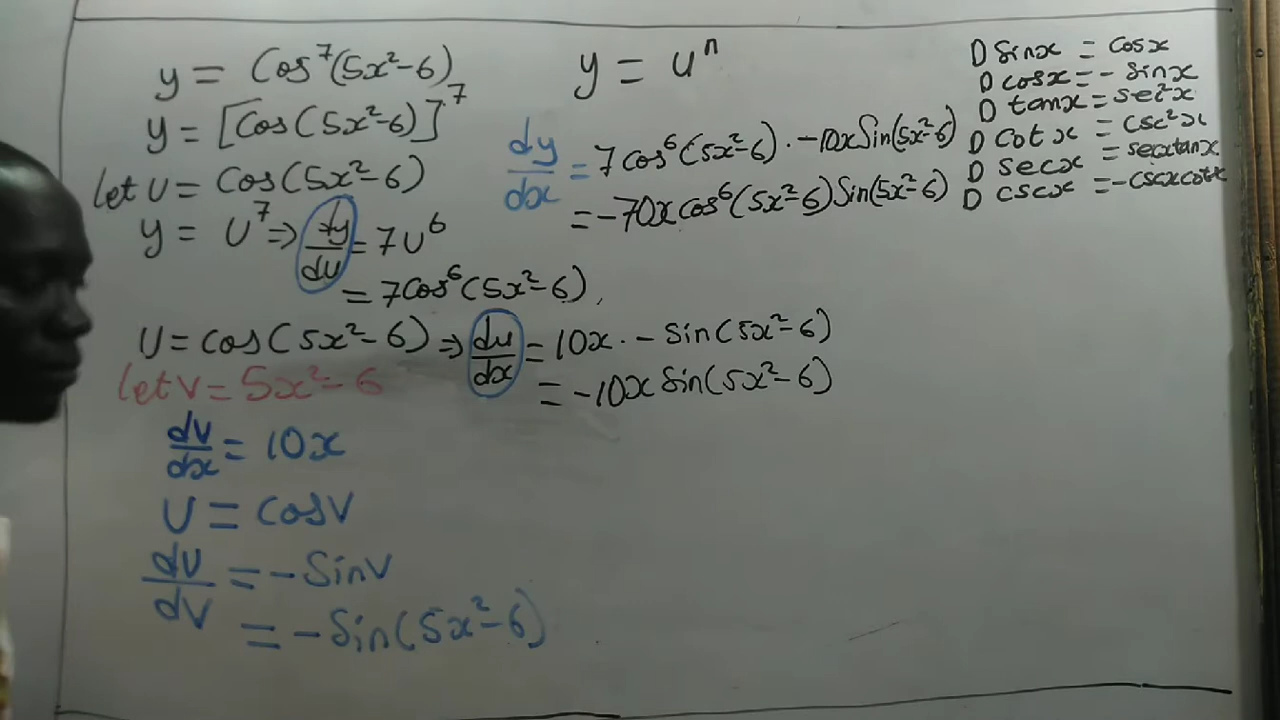 y = Cos⁷(5x²-6)
y = [Cos(5x²-6)]⁷
let U = Cos(5x²-6)
y = U⁷ ⇒ dy/du = 7U⁶
= 7Cos⁶(5x²-6),
U = cos(5x²-6) ⇒ du/dx = 10x · - Sin(5x²-6)
= -10x Sin(5x²-6)
let V = 5x²-6
dv/dx = 10x
U = cosV
dU/dV = - SinV
= - Sin(5x²-6)
y = uⁿ
dy/dx = 7cos⁶(5x²-6) · -10xSin(5x²-6)
= -70xcos⁶(5x²-6)Sin(5x²-6)
D Sinx = Cosx
D cosx = - sinx
D tanx = sec²x
D Cotx = csc²x
D secx = secxtanx
D cscx = -cscxcotx